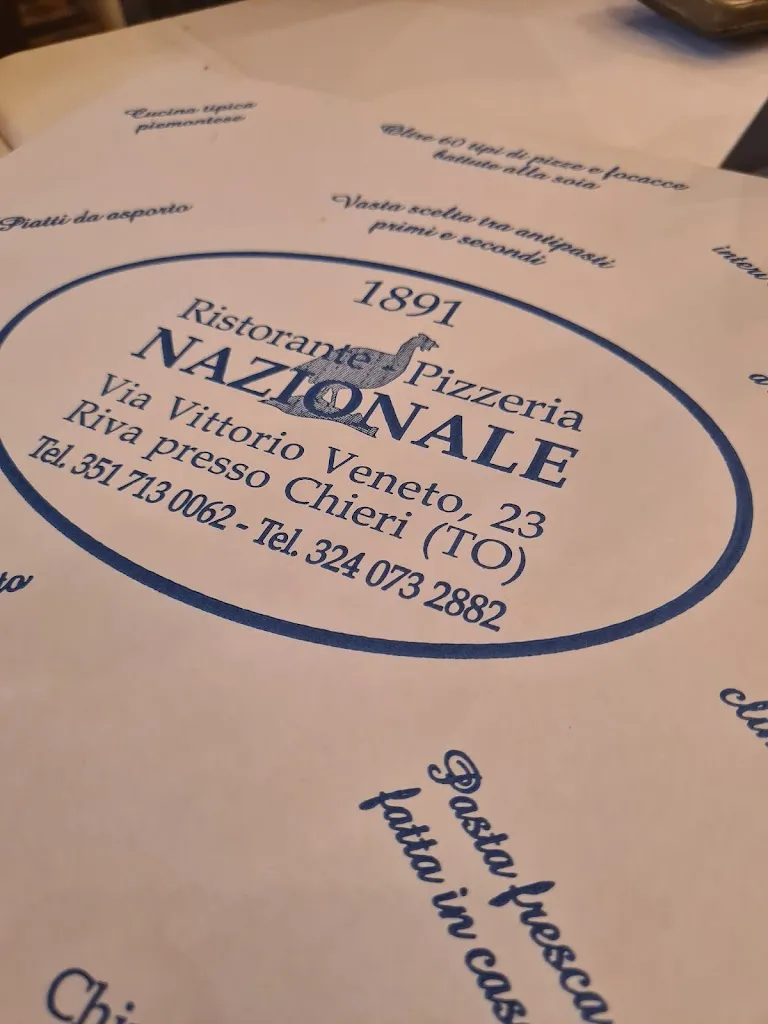 Cucina tipica
piemontese
Oltre 60 tipi di pizze e focacce
battute alla soia
Piatti da asporto
Vasta scelta tra antipasti
primi e secondi
1891
Ristorante - Pizzeria
NAZIONALE
Via Vittorio Veneto, 23
Riva presso Chieri (TO)
Tel. 351 713 0062 - Tel. 324 073 2882
Pasta fresca
fatta in cas